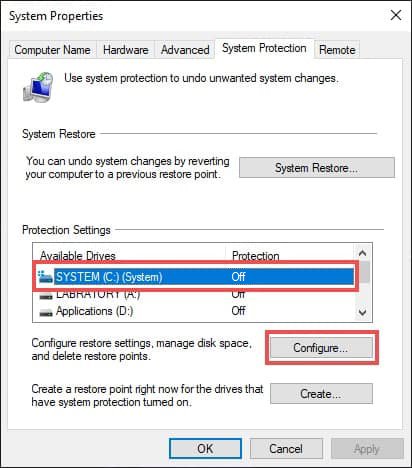 System Properties
Computer Name
Hardware
Advanced
System Protection
Remote
Use system protection to undo unwanted system changes.
System Restore
You can undo system changes by reverting
your computer to a previous restore point.
System Restore...
Protection Settings
Available Drives
Protection
SYSTEM (C:) (System)
Off
LABRATORY (A:)
Off
Applications (D:)
Off
Configure restore settings, manage disk space,
and delete restore points.
Configure...
Create a restore point right now for the drives that
have system protection turned on.
Create...
OK
Cancel
Apply